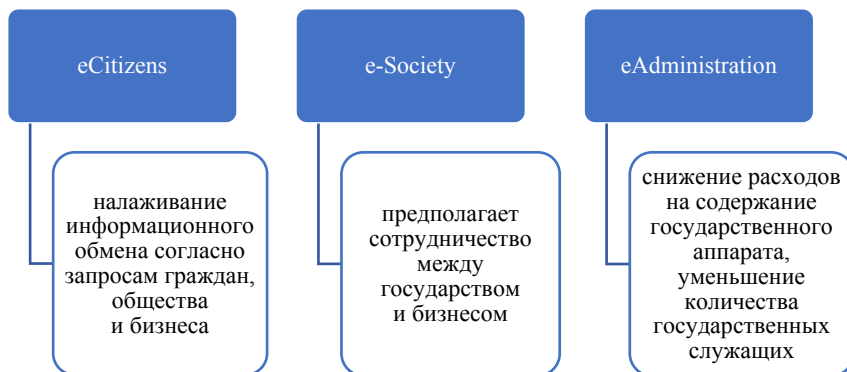 eCitizens
e-Society
eAdministration
налаживание
информационного
обмена согласно
запросам граждан,
общества
и бизнеса
предполагает
сотрудничество
между
государством
и бизнесом
снижение расходов
на содержание
государственного
аппарата,
уменьшение
количества
государственных
служащих